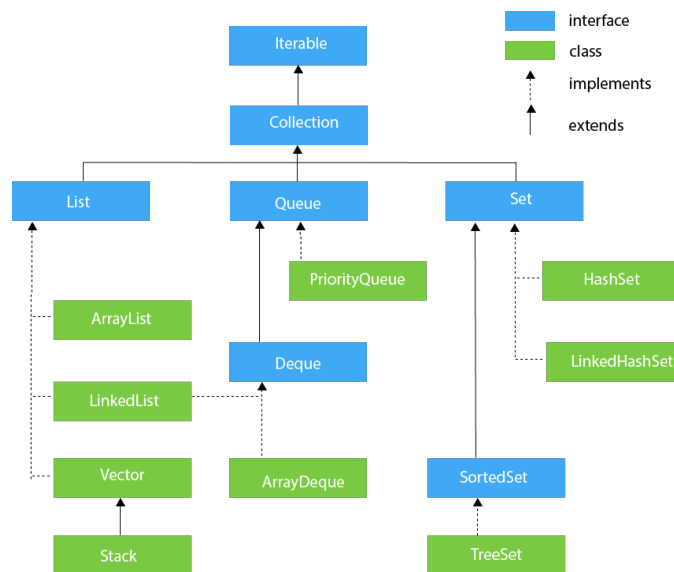 Iterable
interface
class
implements
extends
Collection
List
Queue
Set
PriorityQueue
HashSet
ArrayList
Deque
LinkedHashSet
LinkedList
Vector
ArrayDeque
SortedSet
Stack
TreeSet